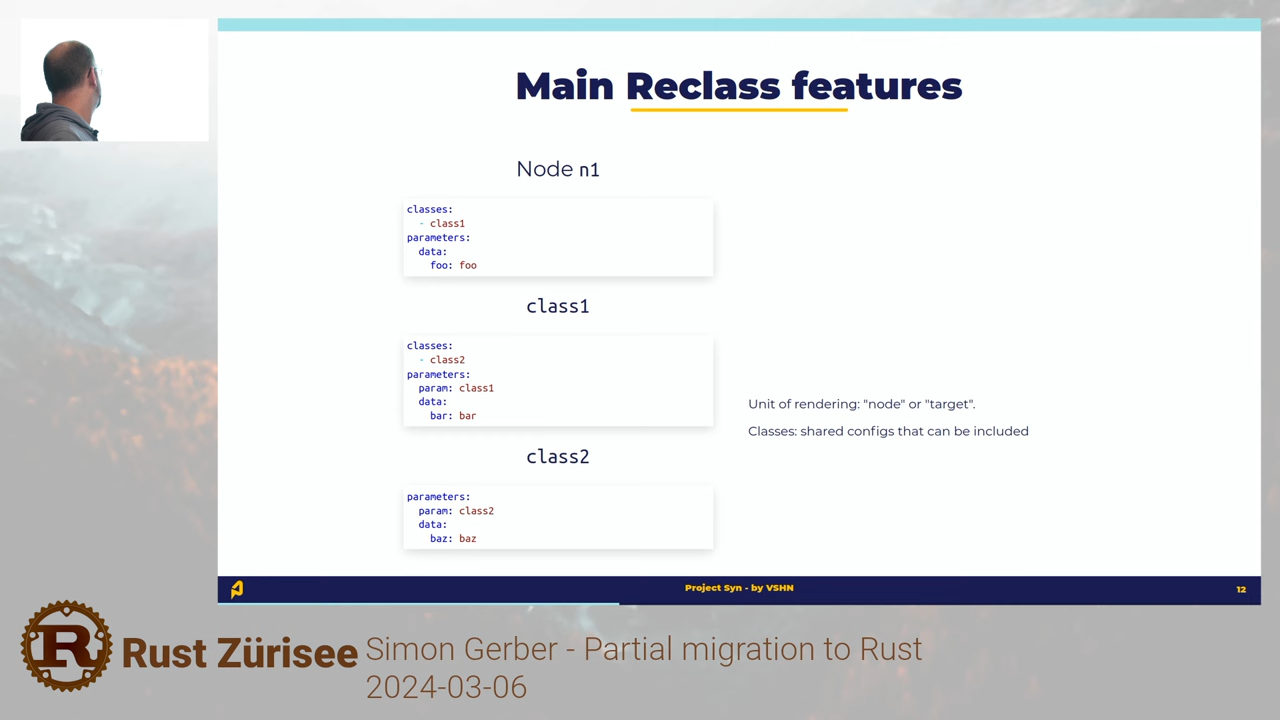 Main Reclass features
Node n1
classes:
  - class1
parameters:
  data:
    foo: foo
class1
classes:
  - class2
parameters:
  param: class1
  data:
    bar: bar
class2
parameters:
  param: class2
  data:
    baz: baz
Unit of rendering: "node" or "target".
Classes: shared configs that can be included
Project Syn - by VSHN
12
R
Rust Zürisee
Simon Gerber - Partial migration to Rust
2024-03-06